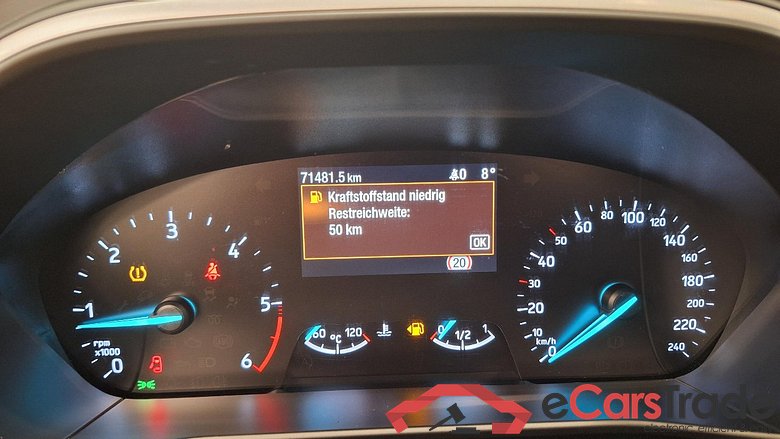 71481.5 km 0 8°
Kraftstoffstand niedrig
Restreichweite:
50 km
OK
20
0 1 2 3 4 5 6
rpm
x1000
60 °C 120
0 1/2 1
0 10 20 30 40 50 60 80 100 120 140 160 180 200 220 240
km/h
eCarsTrade